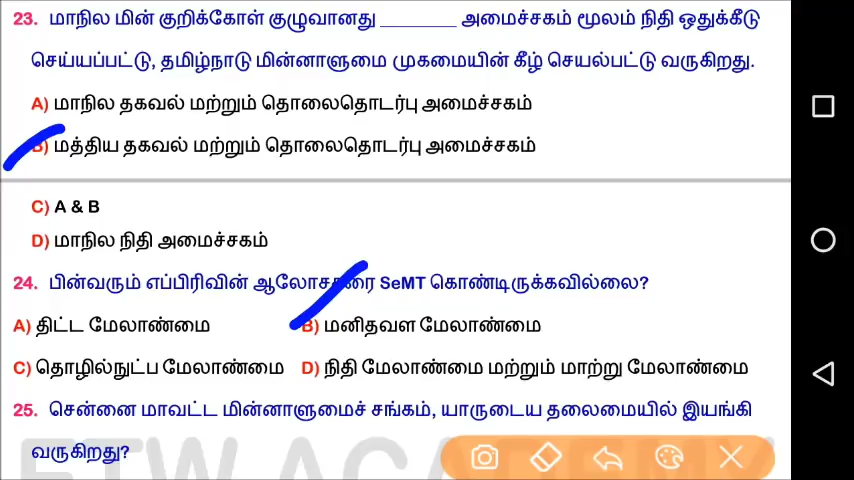 23. மாநில மின் குறிக்கோள் குழுவானது ________ அமைச்சகம் மூலம் நிதி ஒதுக்கீடு
செய்யப்பட்டு, தமிழ்நாடு மின்னாளுமை முகமையின் கீழ் செயல்பட்டு வருகிறது.
A) மாநில தகவல் மற்றும் தொலைதொடர்பு அமைச்சகம்
B) மத்திய தகவல் மற்றும் தொலைதொடர்பு அமைச்சகம்
C) A & B
D) மாநில நிதி அமைச்சகம்
24. பின்வரும் எப்பிரிவின் ஆலோசகரை SeMT கொண்டிருக்கவில்லை?
A) திட்ட மேலாண்மை B) மனிதவள மேலாண்மை
C) தொழில்நுட்ப மேலாண்மை D) நிதி மேலாண்மை மற்றும் மாற்று மேலாண்மை
25. சென்னை மாவட்ட மின்னாளுமைச் சங்கம், யாருடைய தலைமையில் இயங்கி
வருகிறது?